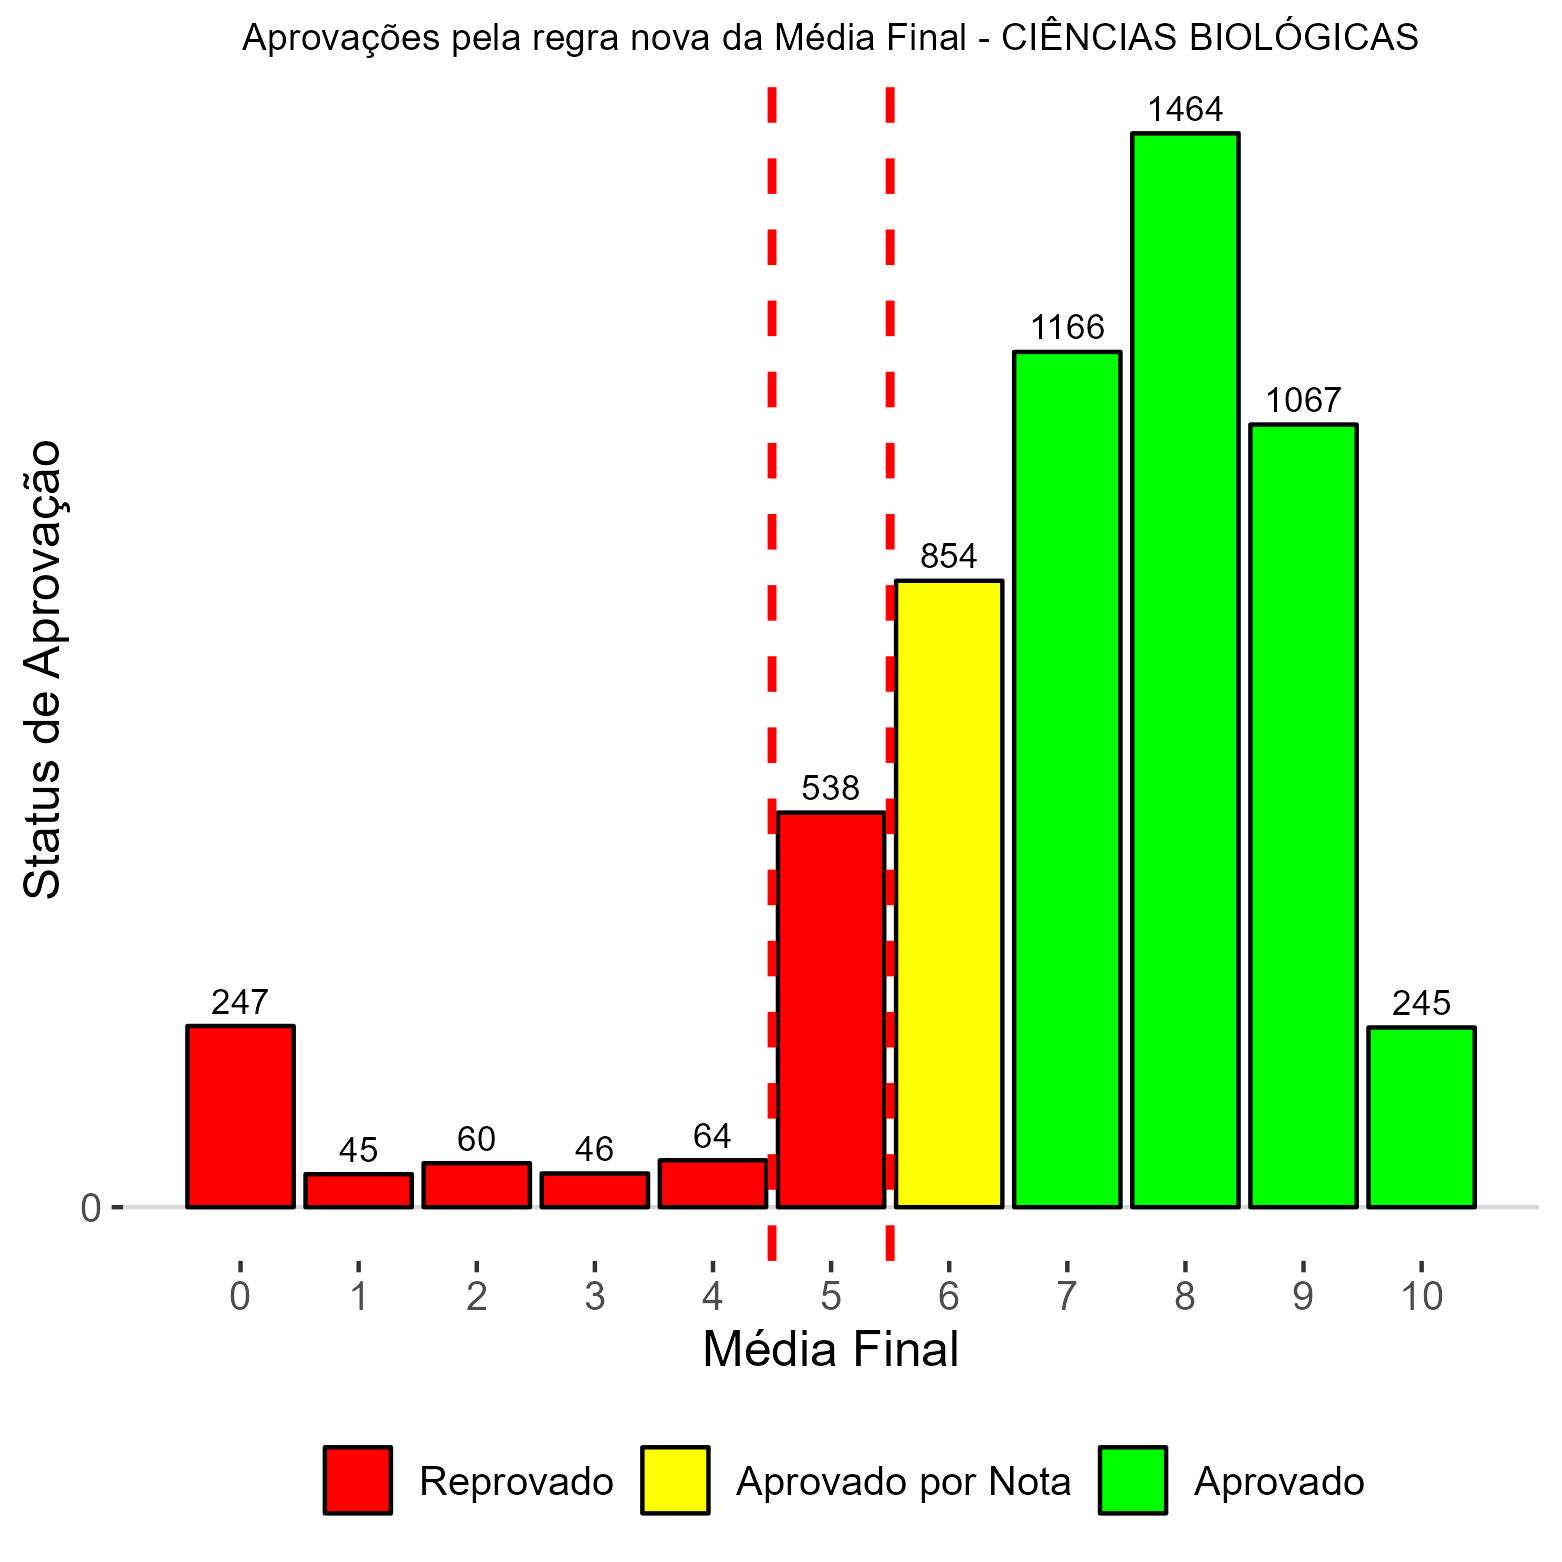 Aprovações pela regra nova da Média Final - CIÊNCIAS BIOLÓGICAS
Status de Aprovação
1464
1166
1067
854
538
247
245
45
60
46
64
0
0 1 2 3 4 5 6 7 8 9 10
Média Final
Reprovado Aprovado por Nota Aprovado